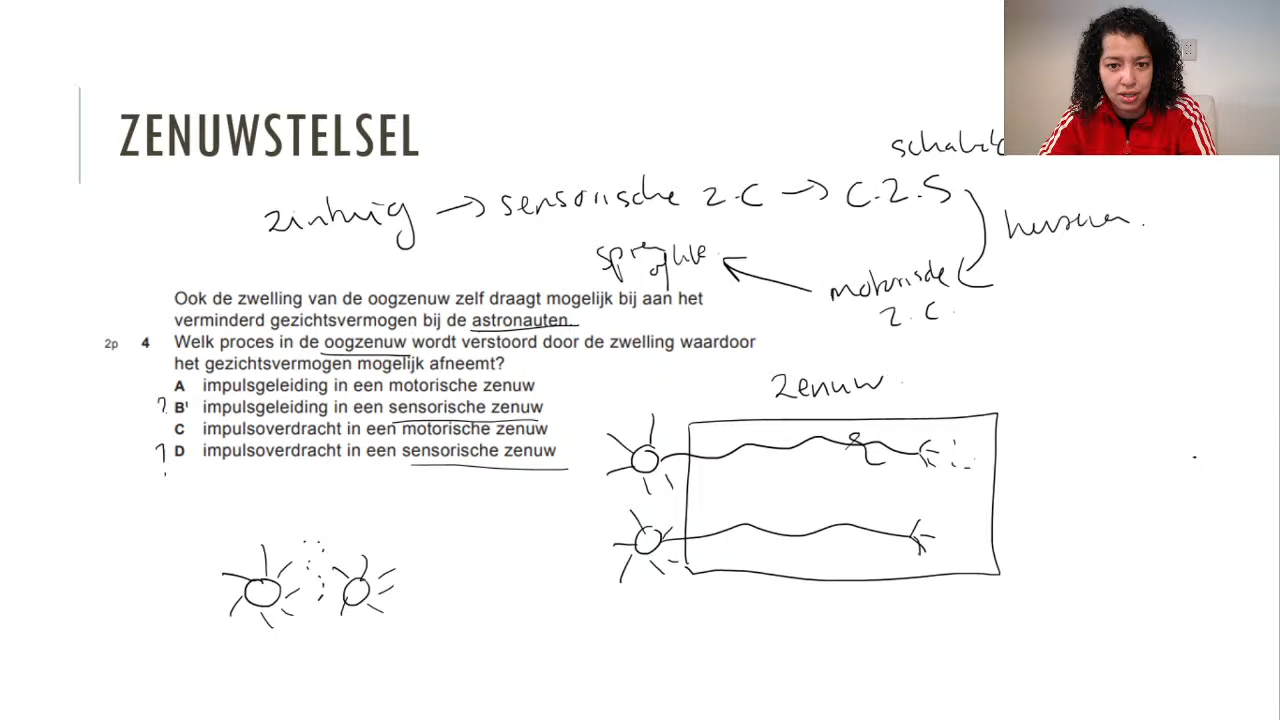 ZENUWSTELSEL
zintuig → sensorische z.C → C.Z.S
hersenen.
motorische
z.C.
Ook de zwelling van de oogzenuw zelf draagt mogelijk bij aan het
verminderd gezichtsvermogen bij de astronauten.
2p 4 Welk proces in de oogzenuw wordt verstoord door de zwelling waardoor
het gezichtsvermogen mogelijk afneemt?
A impulsgeleiding in een motorische zenuw
? B impulsgeleiding in een sensorische zenuw
C impulsoverdracht in een motorische zenuw
? D impulsoverdracht in een sensorische zenuw
Zenuw